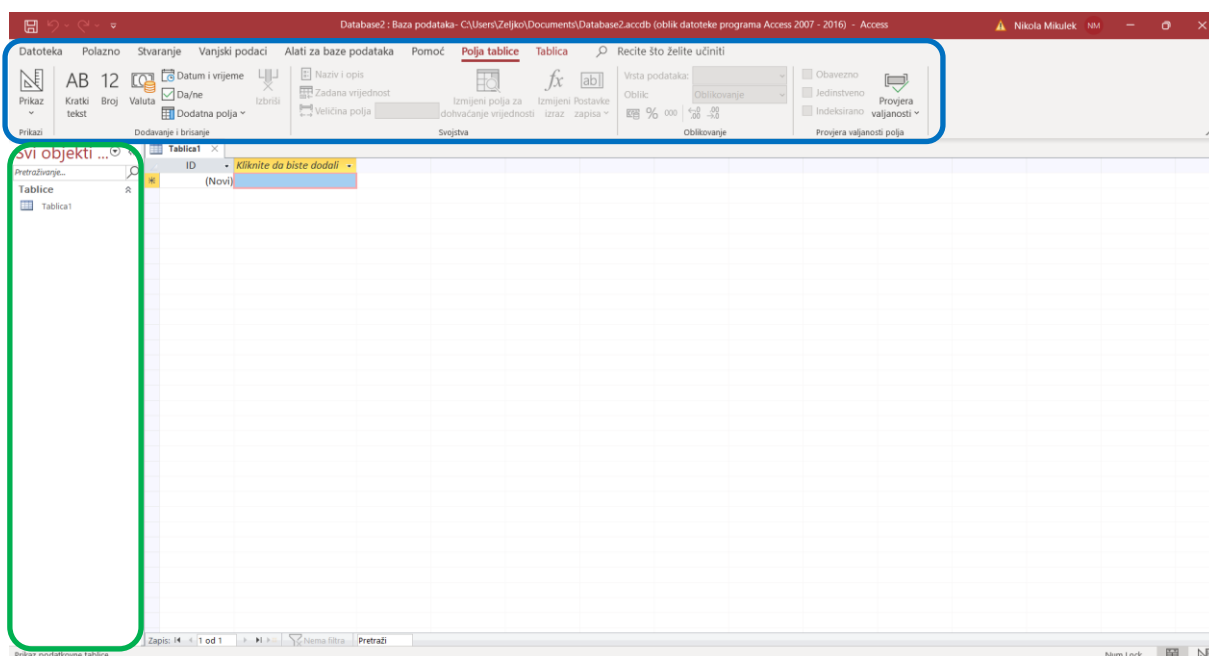 Database2 : Baza podataka- C:\Users\Zeljko\Documents\Database2.accdb (oblik datoteke programa Access 2007 - 2016) - Access
Nikola Mikulek NM
Datoteka Polazno Stvaranje Vanjski podaci Alati za baze podataka Pomoć Polja tablice Tablica Recite što želite učiniti
Prikaz
Prikazi
AB Kratki tekst
12 Broj
Valuta
Datum i vrijeme
Da/ne
Dodatna polja
Izbriši
Dodavanje i brisanje
Naziv i opis
Zadana vrijednost
Veličina polja
Izmijeni polja za dohvaćanje vrijednosti
fx Izmijeni izraz
ab Postavke zapisa
Svojstva
Vrsta podataka:
Oblik: Oblikovanje
% 000
Oblikovanje
Obavezno
Jedinstveno
Indeksirano
Provjera valjanosti
Provjera valjanosti polja
Svi objekti ...
Pretraživanje...
Tablice
Tablica1
Tablica1
ID Kliknite da biste dodali
(Novi)
Zapis: 1 od 1 Nema filtra Pretraži
Prikaz podatkovne tablice
Num Lock